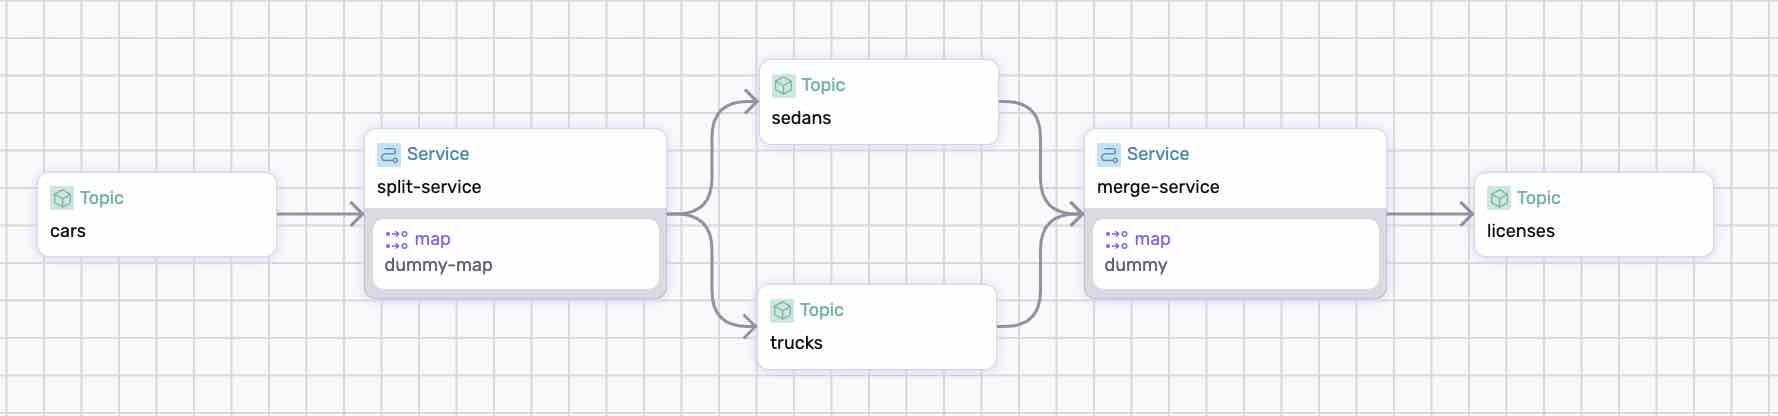 Topic
cars
Service
split-service
map
dummy-map
Topic
sedans
Topic
trucks
Service
merge-service
map
dummy
Topic
licenses